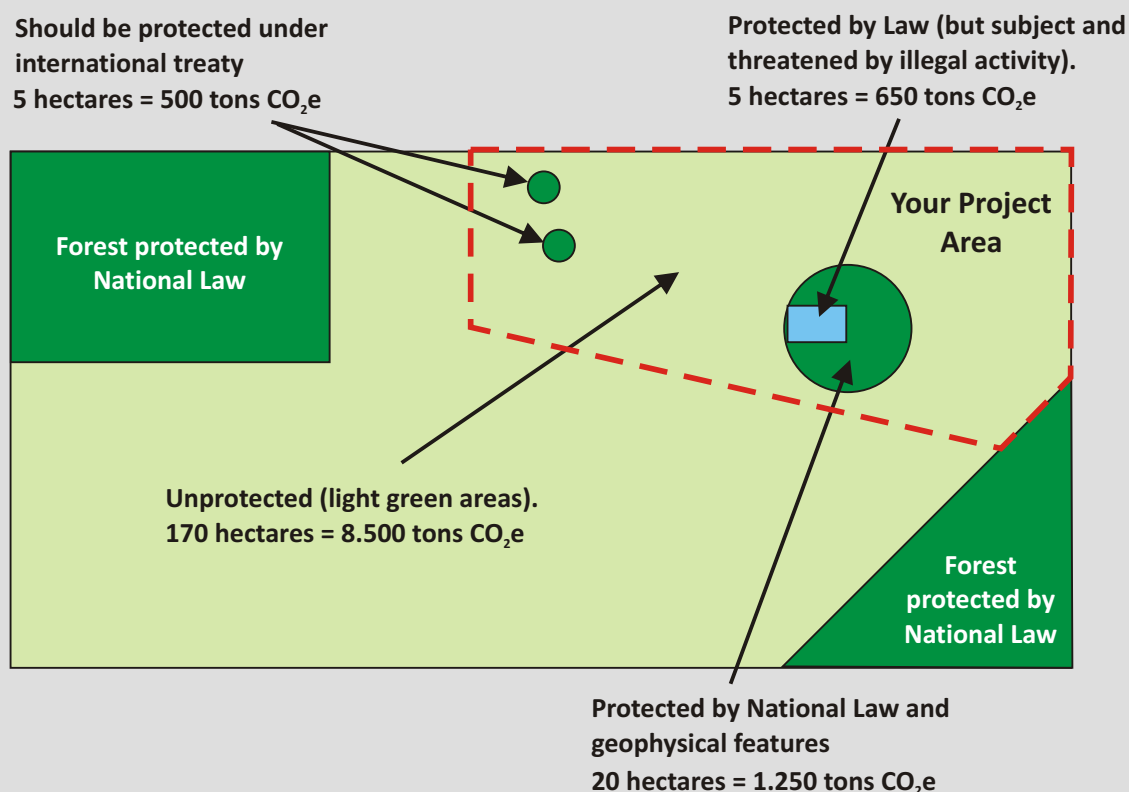 Should be protected under
international treaty
5 hectares = 500 tons CO₂e
Protected by Law (but subject and
threatened by illegal activity).
5 hectares = 650 tons CO₂e
Forest protected by
National Law
Your Project
Area
Unprotected (light green areas).
170 hectares = 8.500 tons CO₂e
Forest
protected by
National Law
Protected by National Law and
geophysical features
20 hectares = 1.250 tons CO₂e